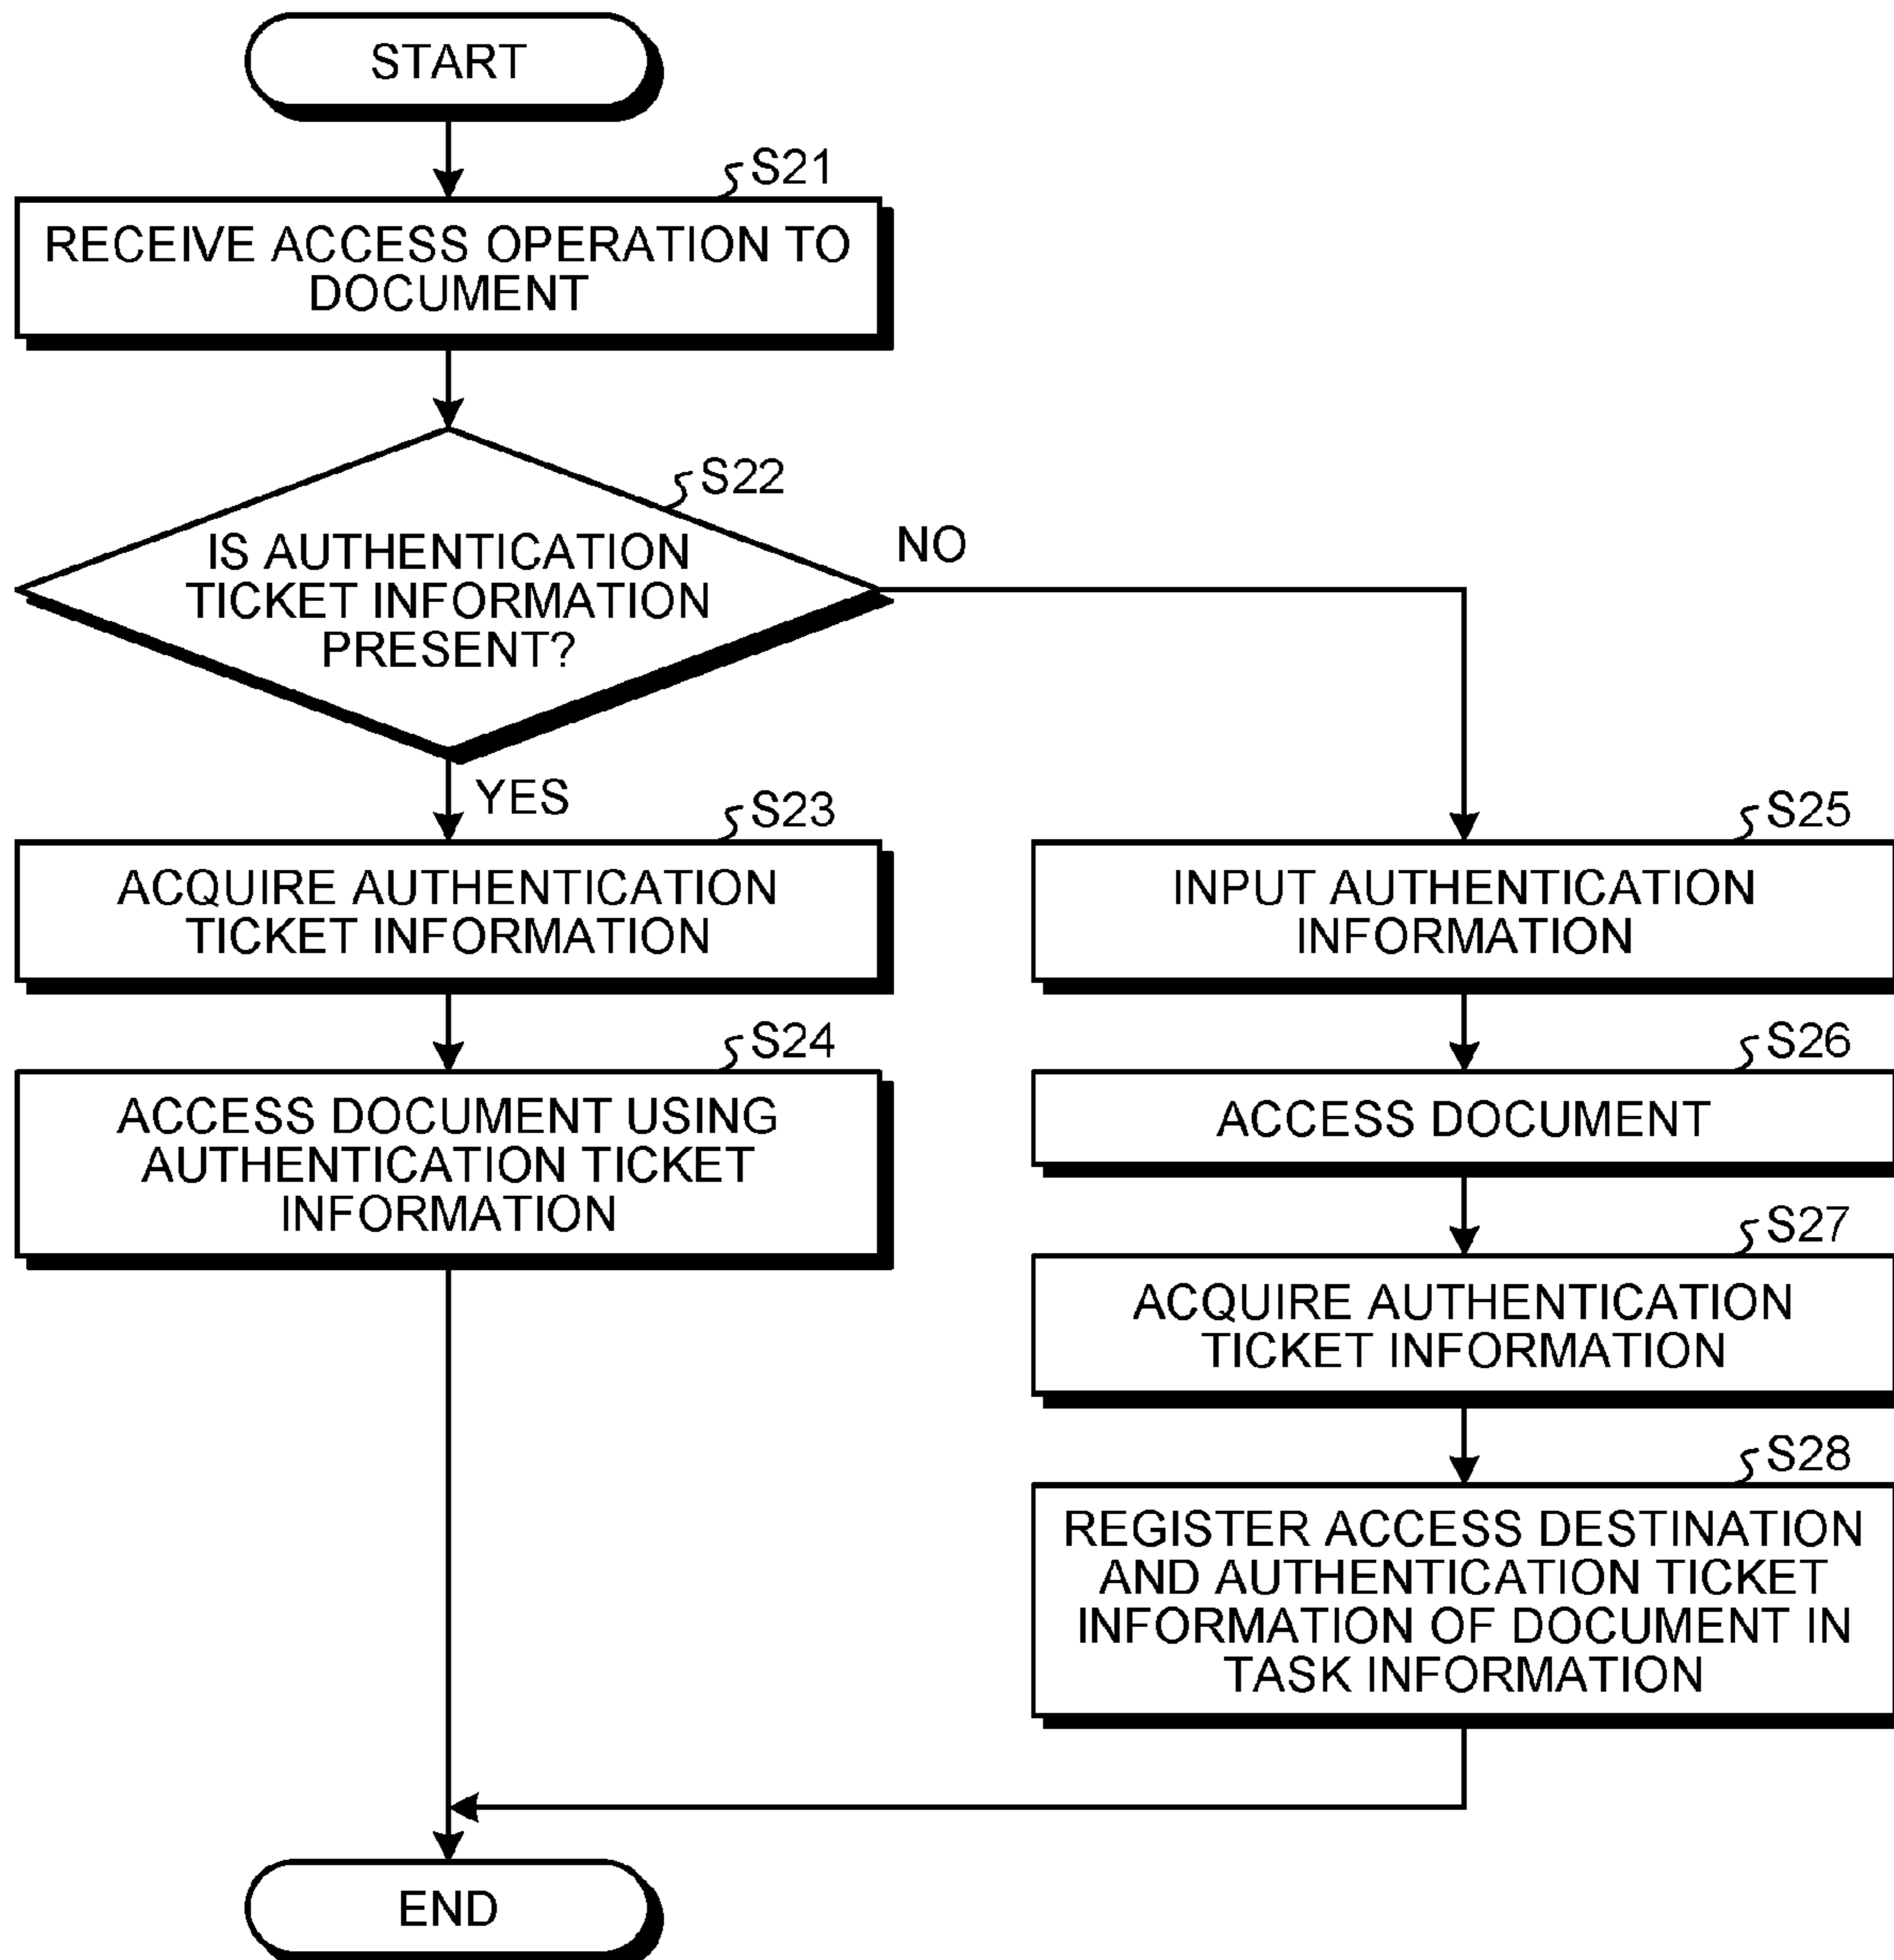 START
S21
RECEIVE ACCESS OPERATION TO
DOCUMENT
S22
IS AUTHENTICATION
TICKET INFORMATION
PRESENT?
NO
YES
S23
ACQUIRE AUTHENTICATION
TICKET INFORMATION
S24
ACCESS DOCUMENT USING
AUTHENTICATION TICKET
INFORMATION
S25
INPUT AUTHENTICATION
INFORMATION
S26
ACCESS DOCUMENT
S27
ACQUIRE AUTHENTICATION
TICKET INFORMATION
S28
REGISTER ACCESS DESTINATION
AND AUTHENTICATION TICKET
INFORMATION OF DOCUMENT IN
TASK INFORMATION
END